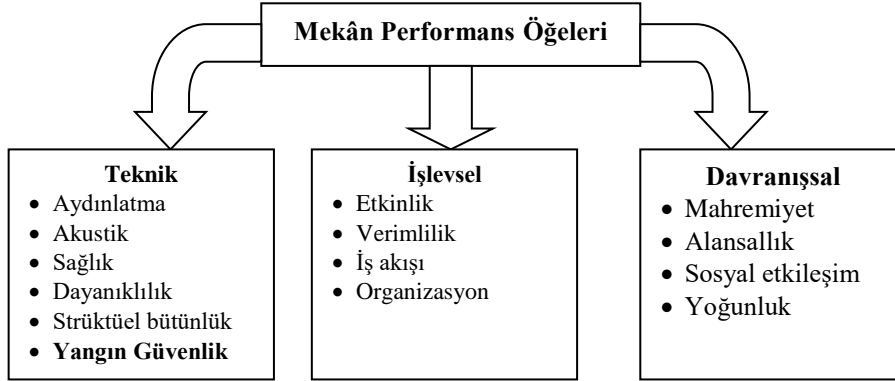 Mekân Performans Öğeleri
Teknik
• Aydınlatma
• Akustik
• Sağlık
• Dayanıklılık
• Strüktüel bütünlük
• Yangın Güvenlik
İşlevsel
• Etkinlik
• Verimlilik
• İş akışı
• Organizasyon
Davranışsal
• Mahremiyet
• Alansallık
• Sosyal etkileşim
• Yoğunluk